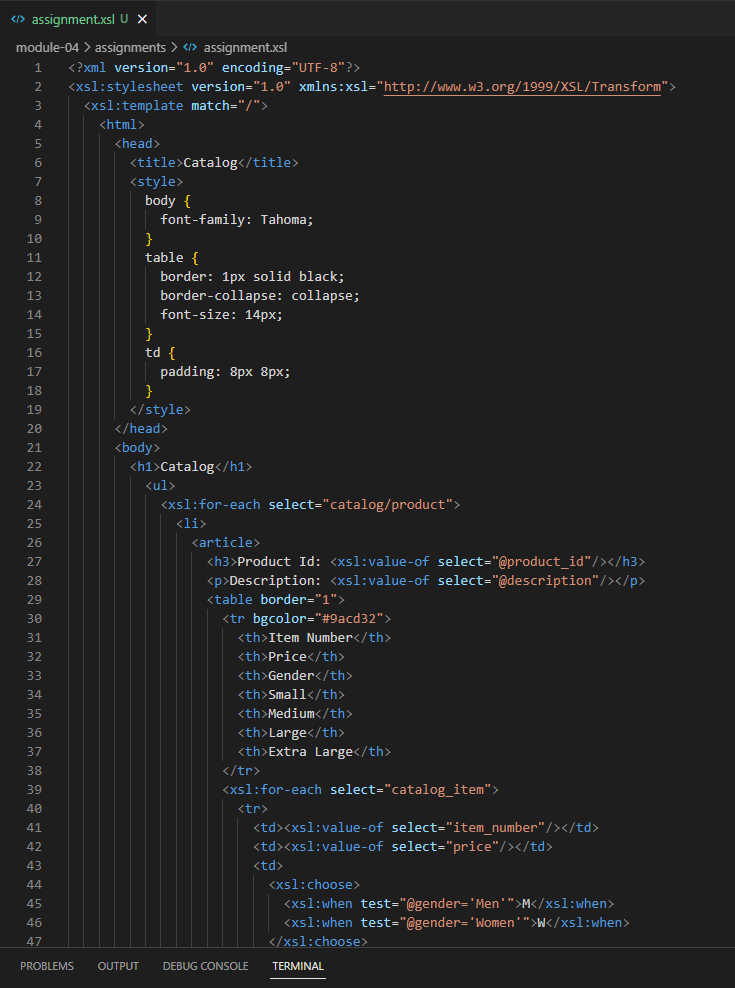 assignment.xsl U ×
module-04 > assignments > assignment.xsl
1 <?xml version="1.0" encoding="UTF-8"?>
2 <xsl:stylesheet version="1.0" xmlns:xsl="http://www.w3.org/1999/XSL/Transform">
3 <xsl:template match="/">
4 <html>
5 <head>
6 <title>Catalog</title>
7 <style>
8 body {
9 font-family: Tahoma;
10 }
11 table {
12 border: 1px solid black;
13 border-collapse: collapse;
14 font-size: 14px;
15 }
16 td {
17 padding: 8px 8px;
18 }
19 </style>
20 </head>
21 <body>
22 <h1>Catalog</h1>
23 <ul>
24 <xsl:for-each select="catalog/product">
25 <li>
26 <article>
27 <h3>Product Id: <xsl:value-of select="@product_id"/></h3>
28 <p>Description: <xsl:value-of select="@description"/></p>
29 <table border="1">
30 <tr bgcolor="#9acd32">
31 <th>Item Number</th>
32 <th>Price</th>
33 <th>Gender</th>
34 <th>Small</th>
35 <th>Medium</th>
36 <th>Large</th>
37 <th>Extra Large</th>
38 </tr>
39 <xsl:for-each select="catalog_item">
40 <tr>
41 <td><xsl:value-of select="item_number"/></td>
42 <td><xsl:value-of select="price"/></td>
43 <td>
44 <xsl:choose>
45 <xsl:when test="@gender='Men'">M</xsl:when>
46 <xsl:when test="@gender='Women'">W</xsl:when>
47 </xsl:choose>
PROBLEMS OUTPUT DEBUG CONSOLE TERMINAL